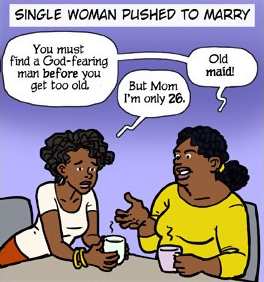 SINGLE WOMAN PUSHED TO MARRY
You must
find a God-fearing
man before you
get too old.
But Mom
I'm only 26.
Old
maid!